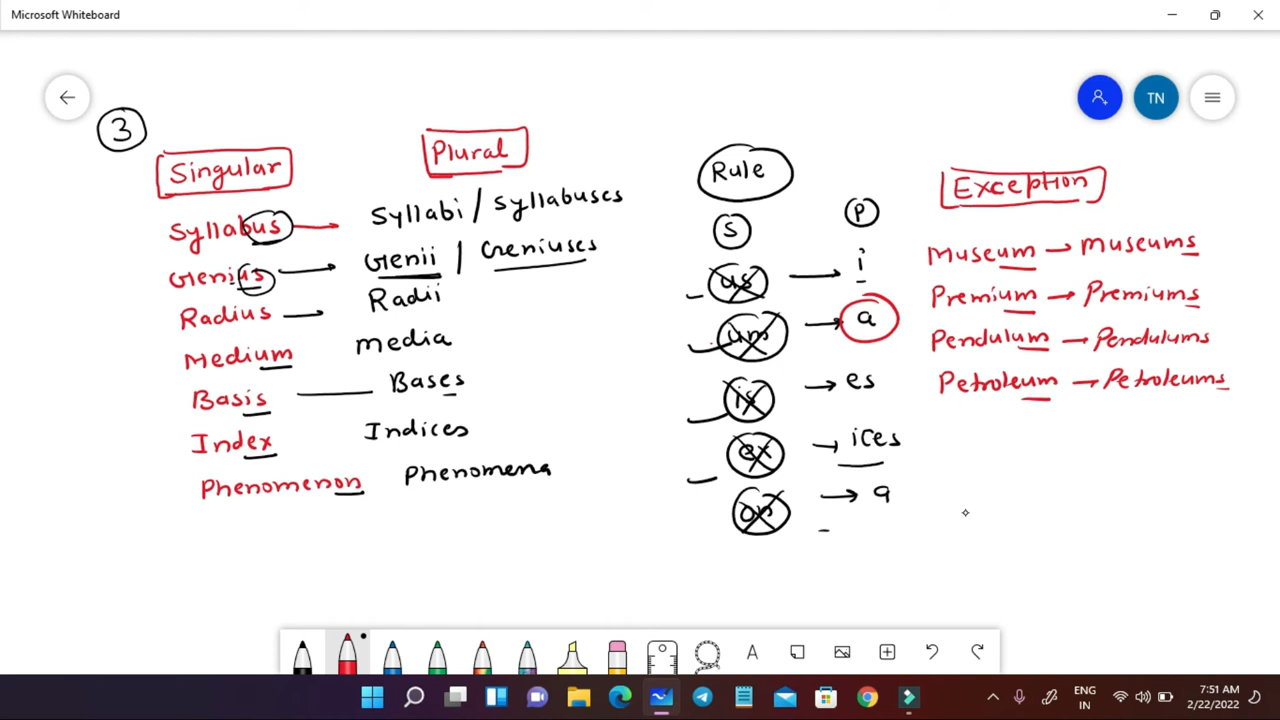 Microsoft Whiteboard
TN
3
Singular
Plural
Rule
Exception
Syllabus → Syllabi / Syllabuses
Genius → Genii / Geniuses
Radius → Radii
Medium media
Basis — Bases
Index Indices
Phenomenon Phenomena
S P
us → i
um → a
is → es
ex → ices
on → a
Museum → Museums
Premium → Premiums
Pendulum → Pendulums
Petroleum → Petroleums
A
ENG
IN
7:51 AM
2/22/2022